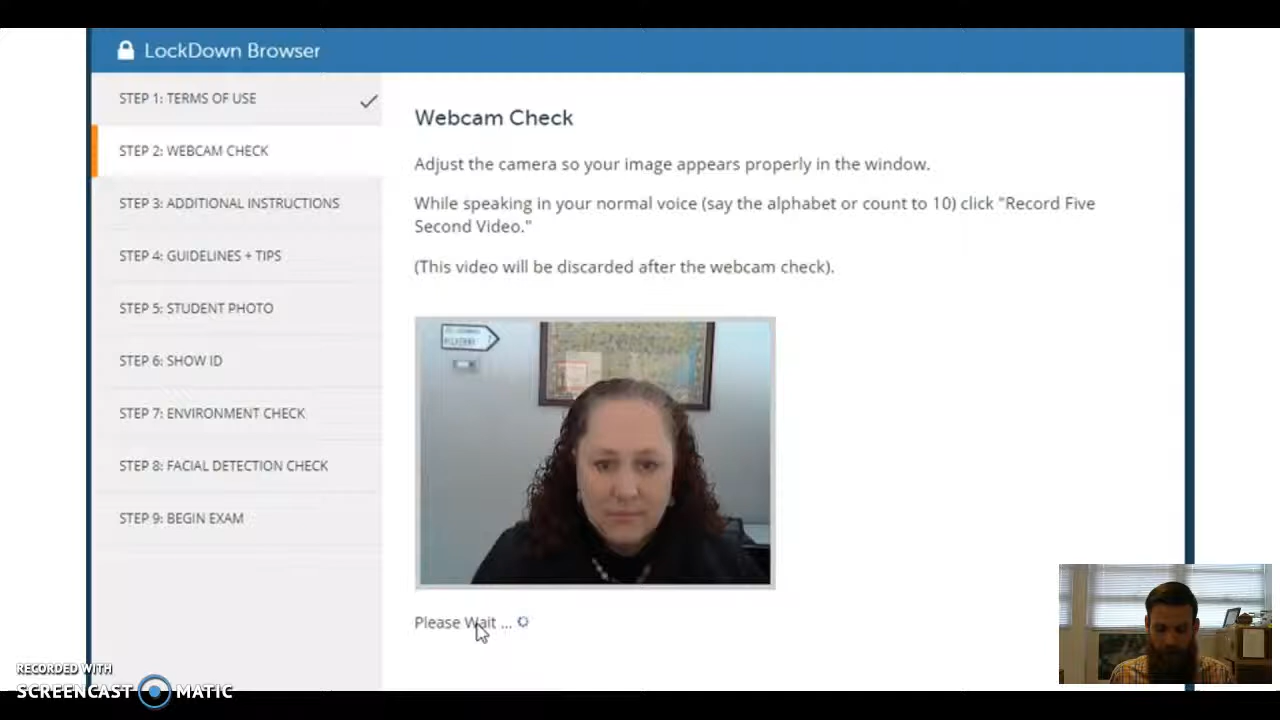 LockDown Browser
STEP 1: TERMS OF USE
STEP 2: WEBCAM CHECK
STEP 3: ADDITIONAL INSTRUCTIONS
STEP 4: GUIDELINES + TIPS
STEP 5: STUDENT PHOTO
STEP 6: SHOW ID
STEP 7: ENVIRONMENT CHECK
STEP 8: FACIAL DETECTION CHECK
STEP 9: BEGIN EXAM
Webcam Check
Adjust the camera so your image appears properly in the window.
While speaking in your normal voice (say the alphabet or count to 10) click "Record Five
Second Video."
(This video will be discarded after the webcam check).
Please Wait ...
RECORDED WITH
SCREENCAST MATIC